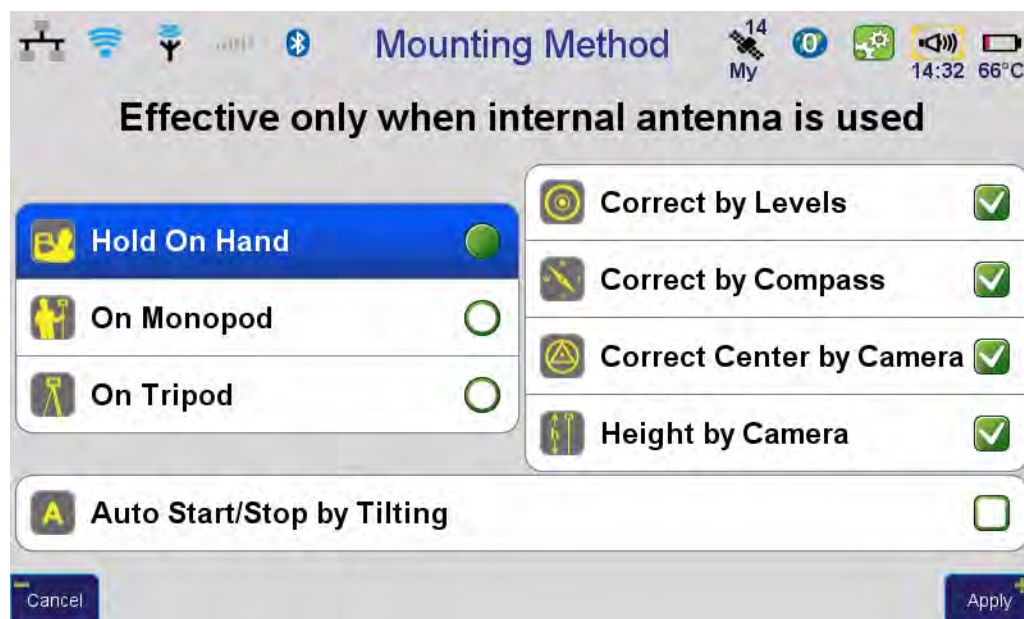 Mounting Method
14
My
0
14:32
66°C
Effective only when internal antenna is used
Hold On Hand
On Monopod
On Tripod
Correct by Levels
Correct by Compass
Correct Center by Camera
Height by Camera
A
Auto Start/Stop by Tilting
Cancel
Apply